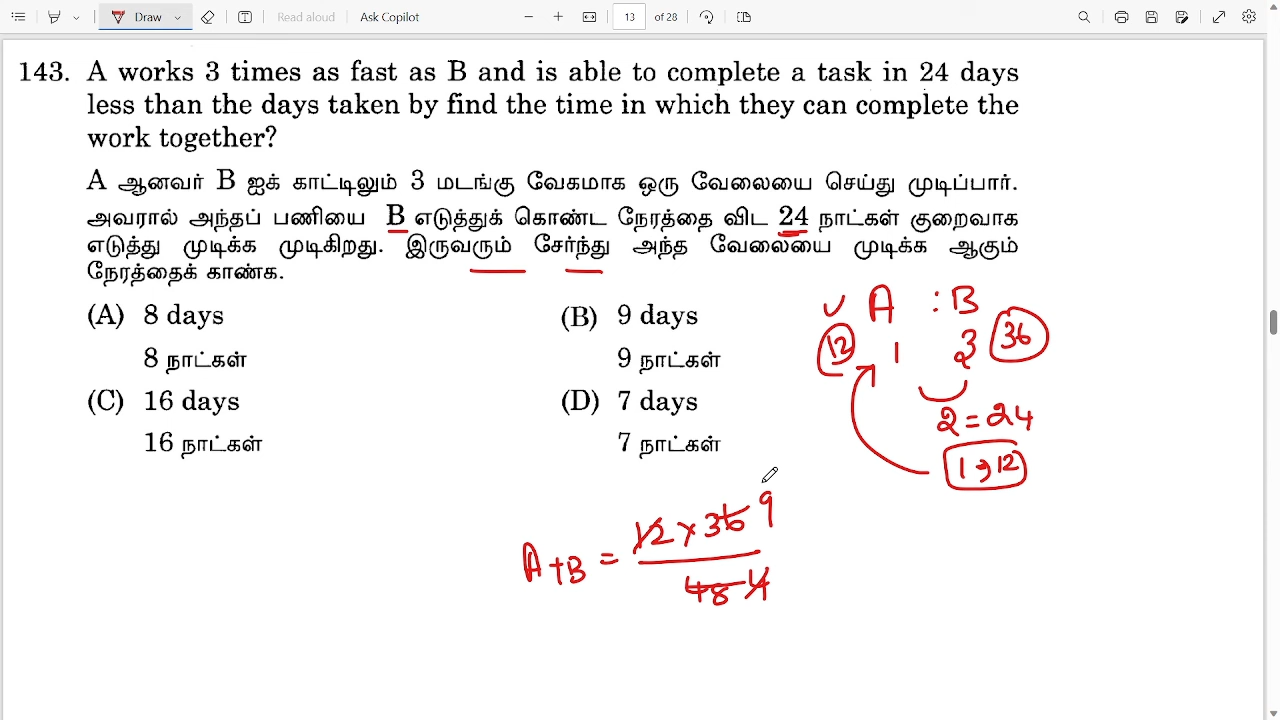 Draw
Read aloud
Ask Copilot
13
of 28
143. A works 3 times as fast as B and is able to complete a task in 24 days
less than the days taken by find the time in which they can complete the
work together?
A ஆனவர் B ஐக் காட்டிலும் 3 மடங்கு வேகமாக ஒரு வேலையை செய்து முடிப்பார்.
அவரால் அந்தப் பணியை B எடுத்துக் கொண்ட நேரத்தை விட 24 நாட்கள் குறைவாக
எடுத்து முடிக்க முடிகிறது. இருவரும் சேர்ந்து அந்த வேலையை முடிக்க ஆகும்
நேரத்தைக் காண்க.
(A) 8 days
8 நாட்கள்
(B) 9 days
9 நாட்கள்
(C) 16 days
16 நாட்கள்
(D) 7 days
7 நாட்கள்
A : B
12 1 3 36
2 = 24
1 → 12
A+B = 12 x 36 9
48 4